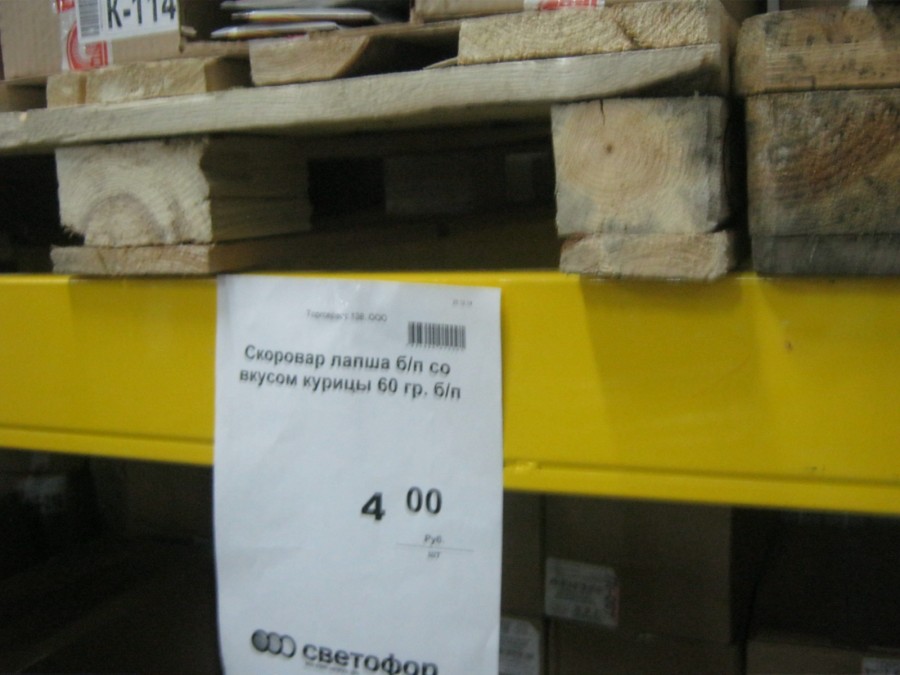 К-114
Скоровар лапша б/п со
вкусом курицы 60 гр. б/п
4 00
Руб.
шт
светофор